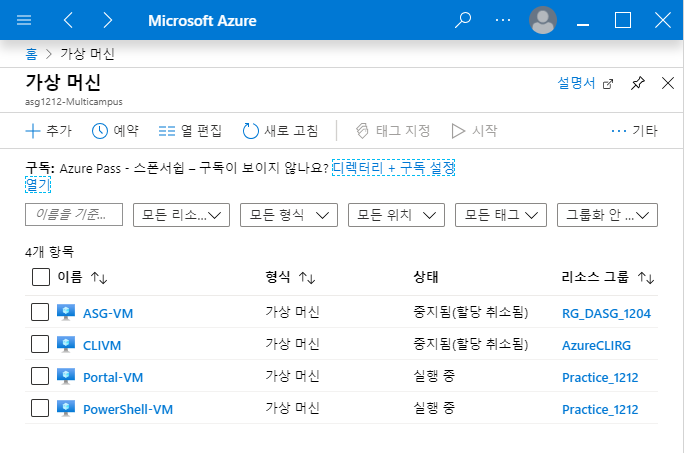 Microsoft Azure
홈 > 가상 머신
가상 머신
asg1212-Multicampus
설명서
추가 예약 열 편집 새로 고침 태그 지정 시작 ··· 기타
구독: Azure Pass - 스폰서쉽 – 구독이 보이지 않나요? 디렉터리 + 구독 설정
열기
이름을 기준... 모든 리소... 모든 형식 모든 위치 모든 태그 그룹화 안 ...
4개 항목
이름 형식 상태 리소스 그룹
ASG-VM 가상 머신 중지됨(할당 취소됨) RG_DASG_1204
CLIVM 가상 머신 중지됨(할당 취소됨) AzureCLIRG
Portal-VM 가상 머신 실행 중 Practice_1212
PowerShell-VM 가상 머신 실행 중 Practice_1212